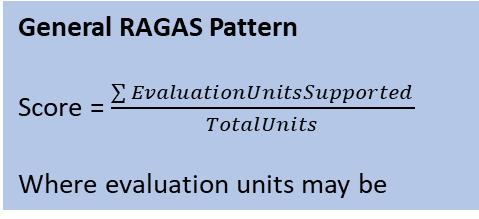 General RAGAS Pattern
Score = ∑ EvaluationUnitsSupported / TotalUnits
Where evaluation units may be